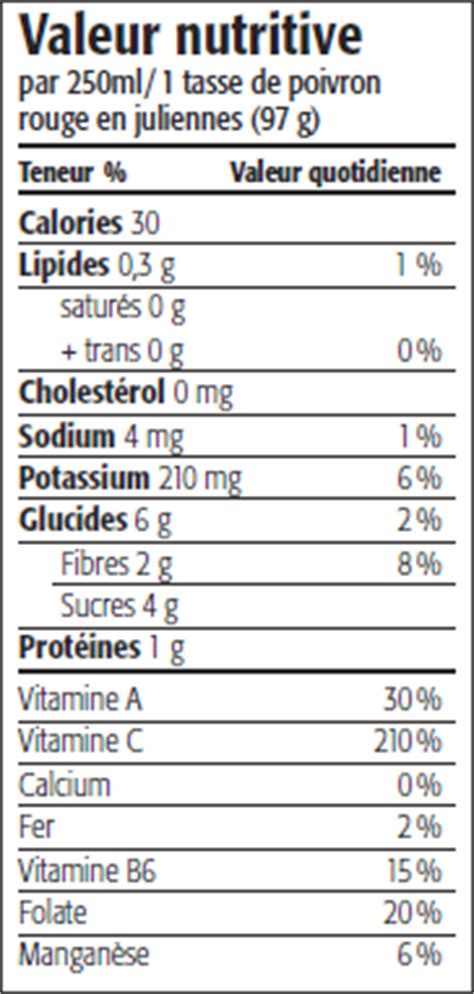 Valeur nutritive
par 250ml/ 1 tasse de poivron
rouge en juliennes (97 g)
Teneur % Valeur quotidienne
Calories 30
Lipides 0,3 g 1 %
saturés 0 g
+ trans 0 g 0 %
Cholestérol 0 mg
Sodium 4 mg 1 %
Potassium 210 mg 6 %
Glucides 6 g 2 %
Fibres 2 g 8 %
Sucres 4 g
Protéines 1 g
Vitamine A 30 %
Vitamine C 210 %
Calcium 0 %
Fer 2 %
Vitamine B6 15 %
Folate 20 %
Manganèse 6 %